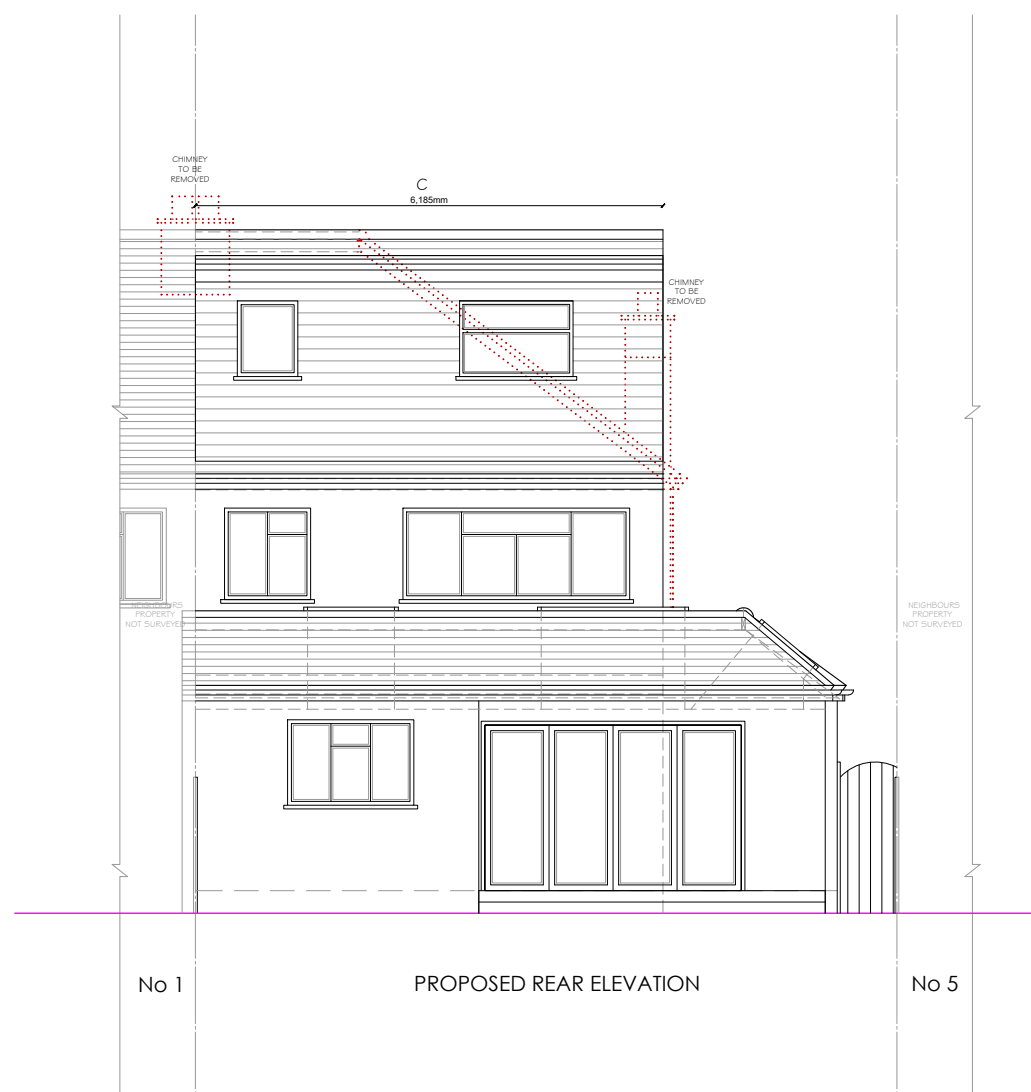 CHIMNEY
TO BE
REMOVED
C
6,185mm
CHIMNEY
TO BE
REMOVED
NEIGHBOURS
PROPERTY
NOT SURVEYED
NEIGHBOURS
PROPERTY
NOT SURVEYED
No 1
PROPOSED REAR ELEVATION
No 5